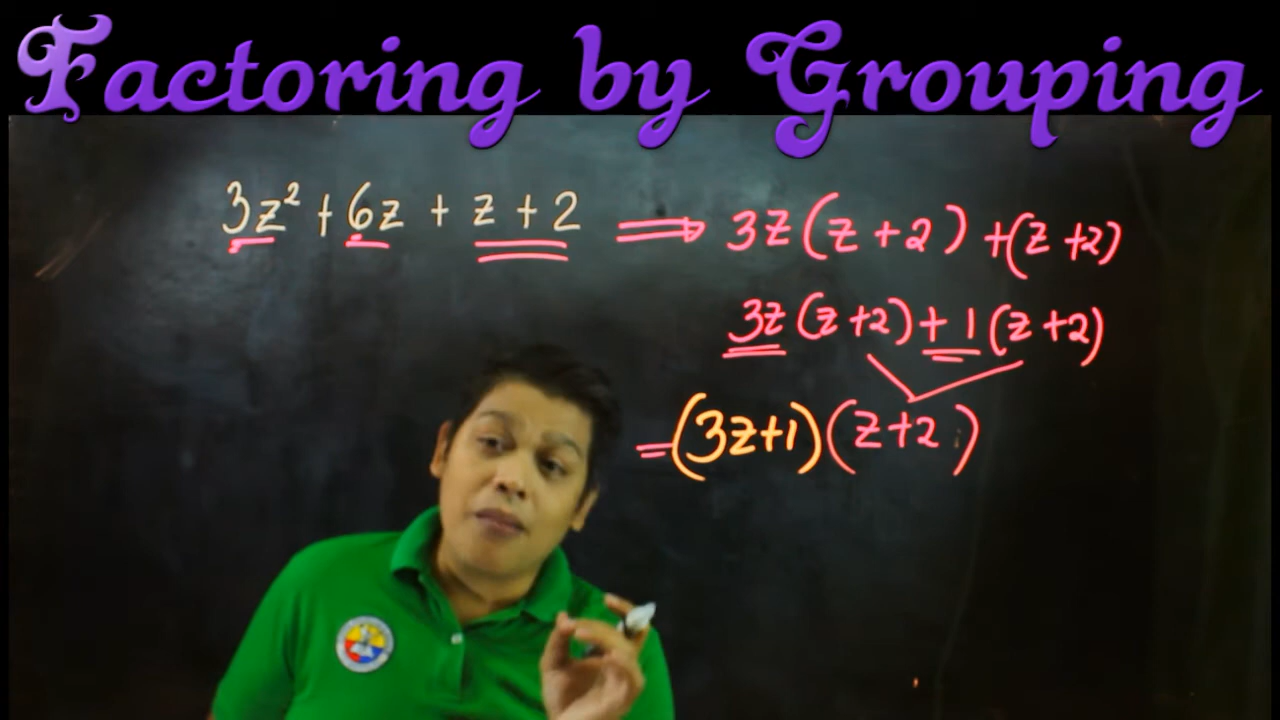 Factoring by Grouping
3z² + 6z + z + 2 ⟹ 3z(z+2) + (z+2)
3z(z+2) + 1(z+2)
=(3z+1)(z+2)